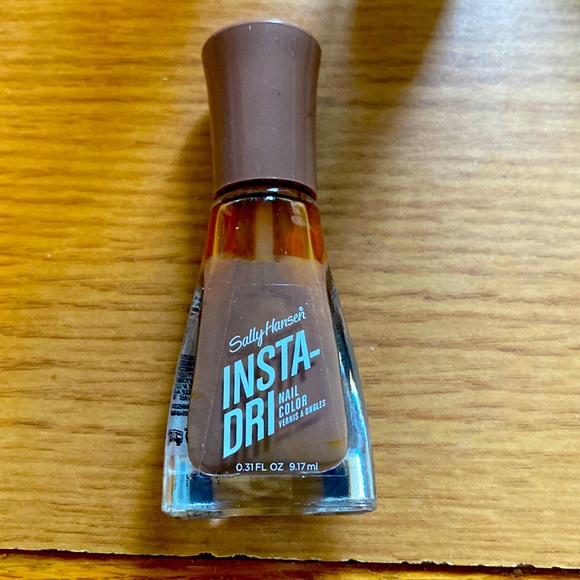 Sally Hansen®
INSTA-
DRI
NAIL
COLOR
VERNIS À ONGLES
0.31 FL OZ 9.17 ml